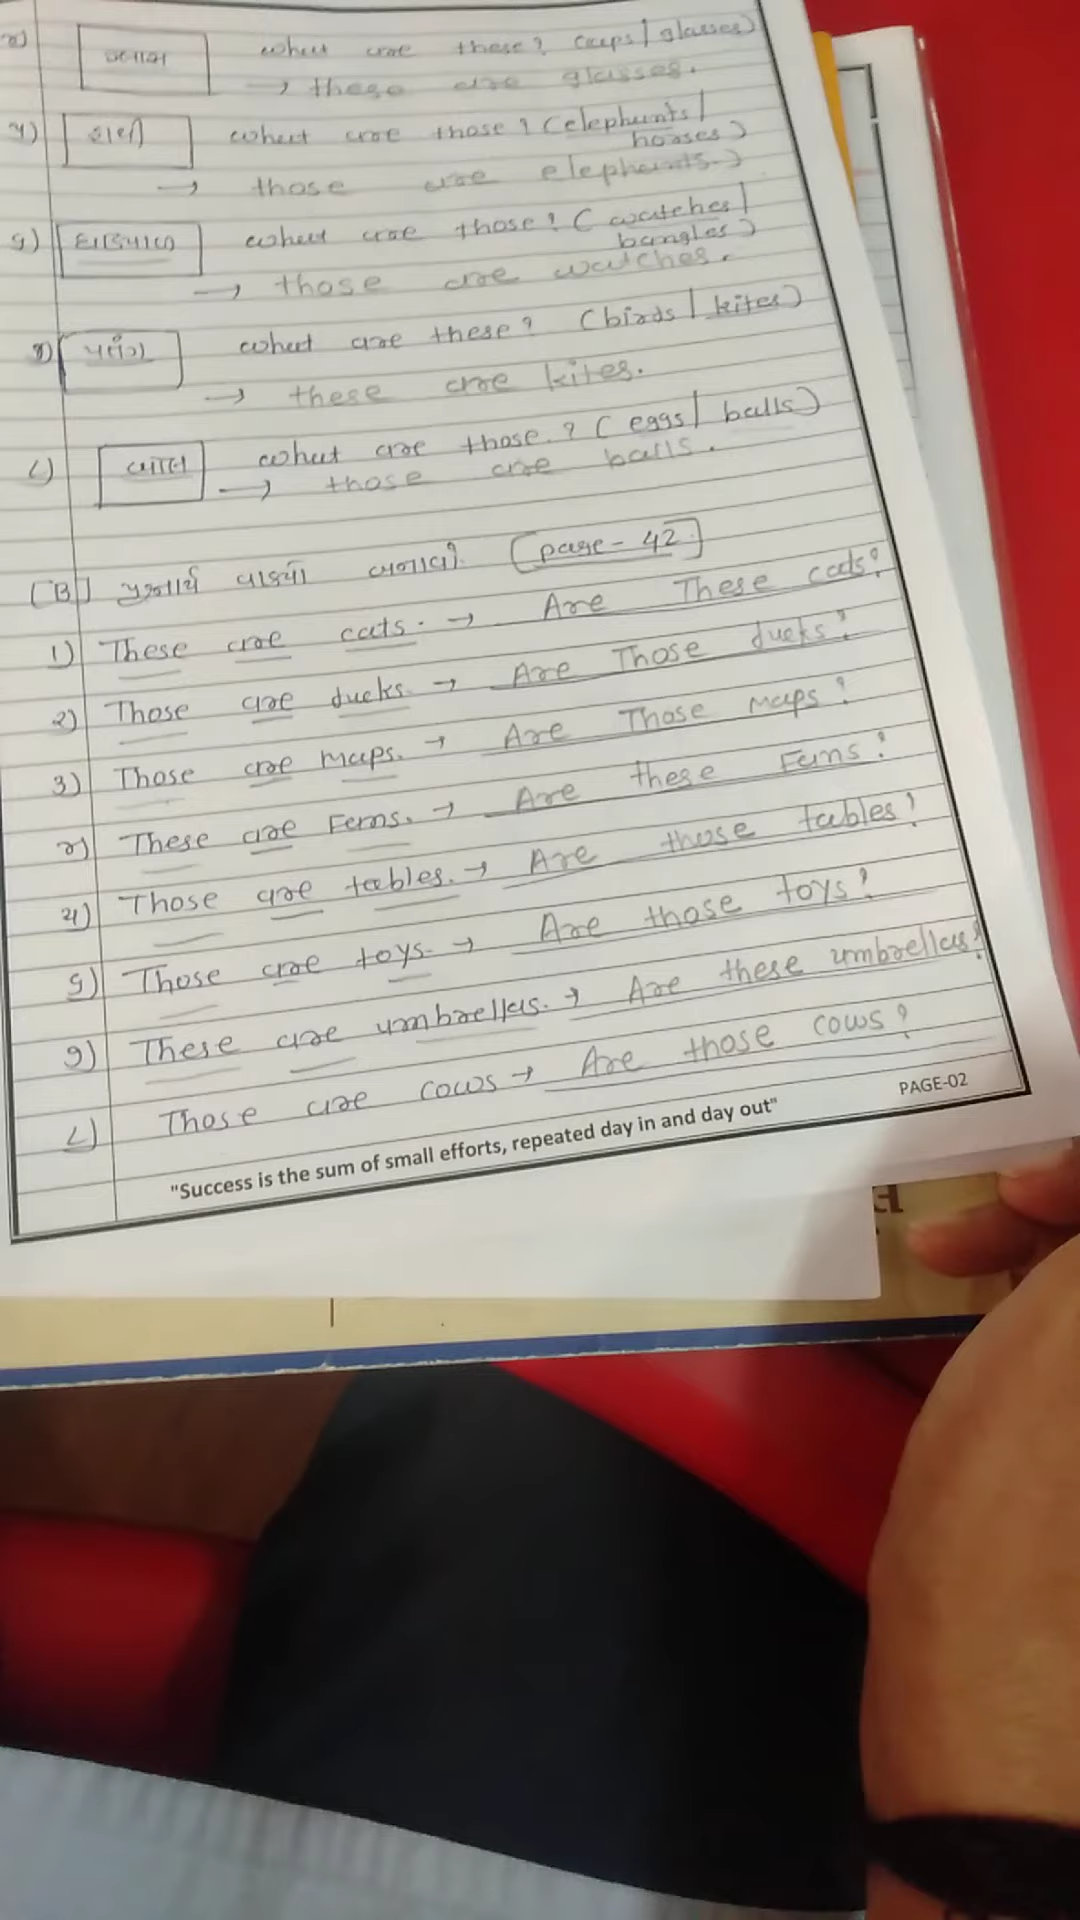 ૪) ગ્લાસ What are these? (cups/glasses)
→ these are glasses.
૫) હાથી What are those? (elephants/
horses)
→ those are elephants.)
૬) ઘડિયાળ What are those? (watches/
bangles)
→ those are watches.
૭) પતંગ What are these? (birds/kites)
→ these are kites.
૮) બોલ What are those.? (eggs/balls)
→ those are balls.
[B] પ્રશ્નાર્થ વાક્યો બનાવો. [page-42]
૧) These are cats. → Are These cats?
૨) Those are ducks. → Are Those ducks?
૩) Those are Maps. → Are Those Maps?
૪) These are Fans. → Are these Fans?
૫) Those are tables. → Are those tables?
૬) Those are toys. → Are those toys?
૭) These are umbrellas. → Are these umbrellas?
૮) Those are cows → Are those cows?
"Success is the sum of small efforts, repeated day in and day out" PAGE-02